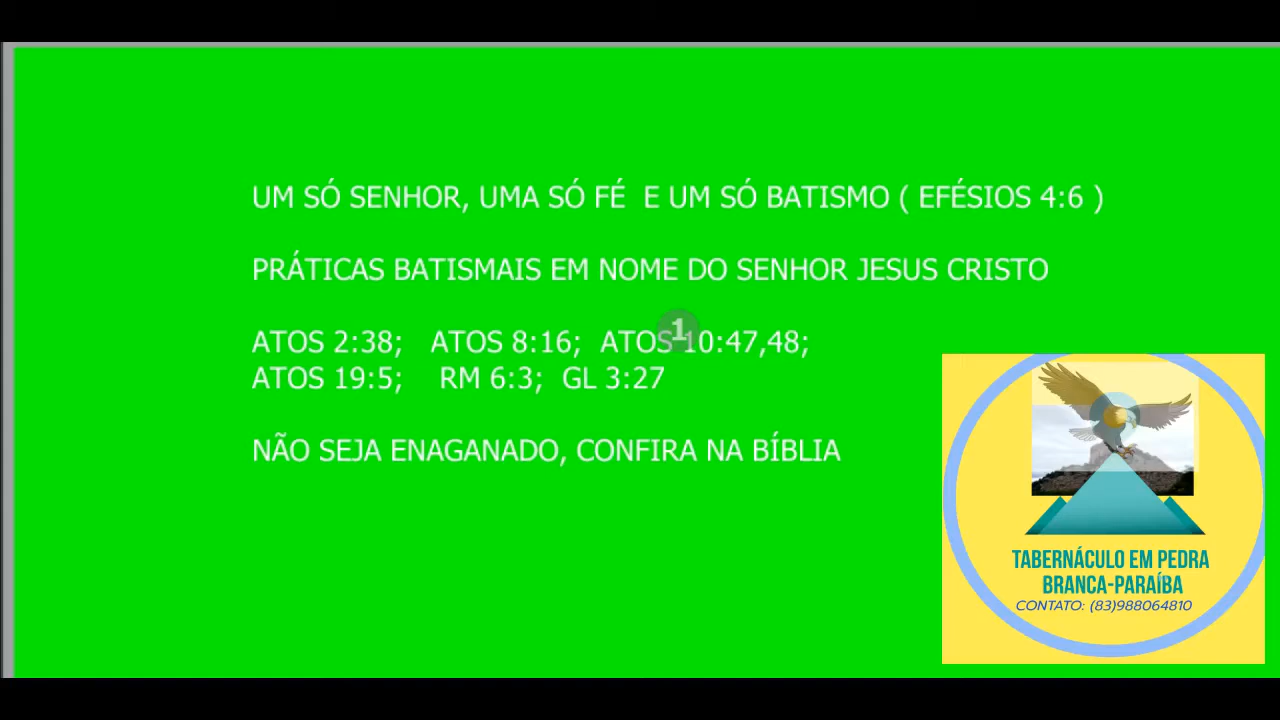 UM SÓ SENHOR, UMA SÓ FÉ E UM SÓ BATISMO ( EFÉSIOS 4:6 )
PRÁTICAS BATISMAIS EM NOME DO SENHOR JESUS CRISTO
1
ATOS 2:38; ATOS 8:16; ATOS 10:47,48;
ATOS 19:5; RM 6:3; GL 3:27
NÃO SEJA ENAGANADO, CONFIRA NA BÍBLIA
TABERNÁCULO EM PEDRA
BRANCA-PARAÍBA
CONTATO: (83)988064810